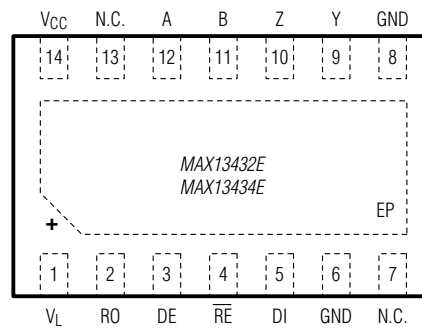 VCC N.C. A B Z Y GND
14 13 12 11 10 9 8
MAX13432E
MAX13434E
EP
+
1 2 3 4 5 6 7
VL RO DE R̅E̅ DI GND N.C.